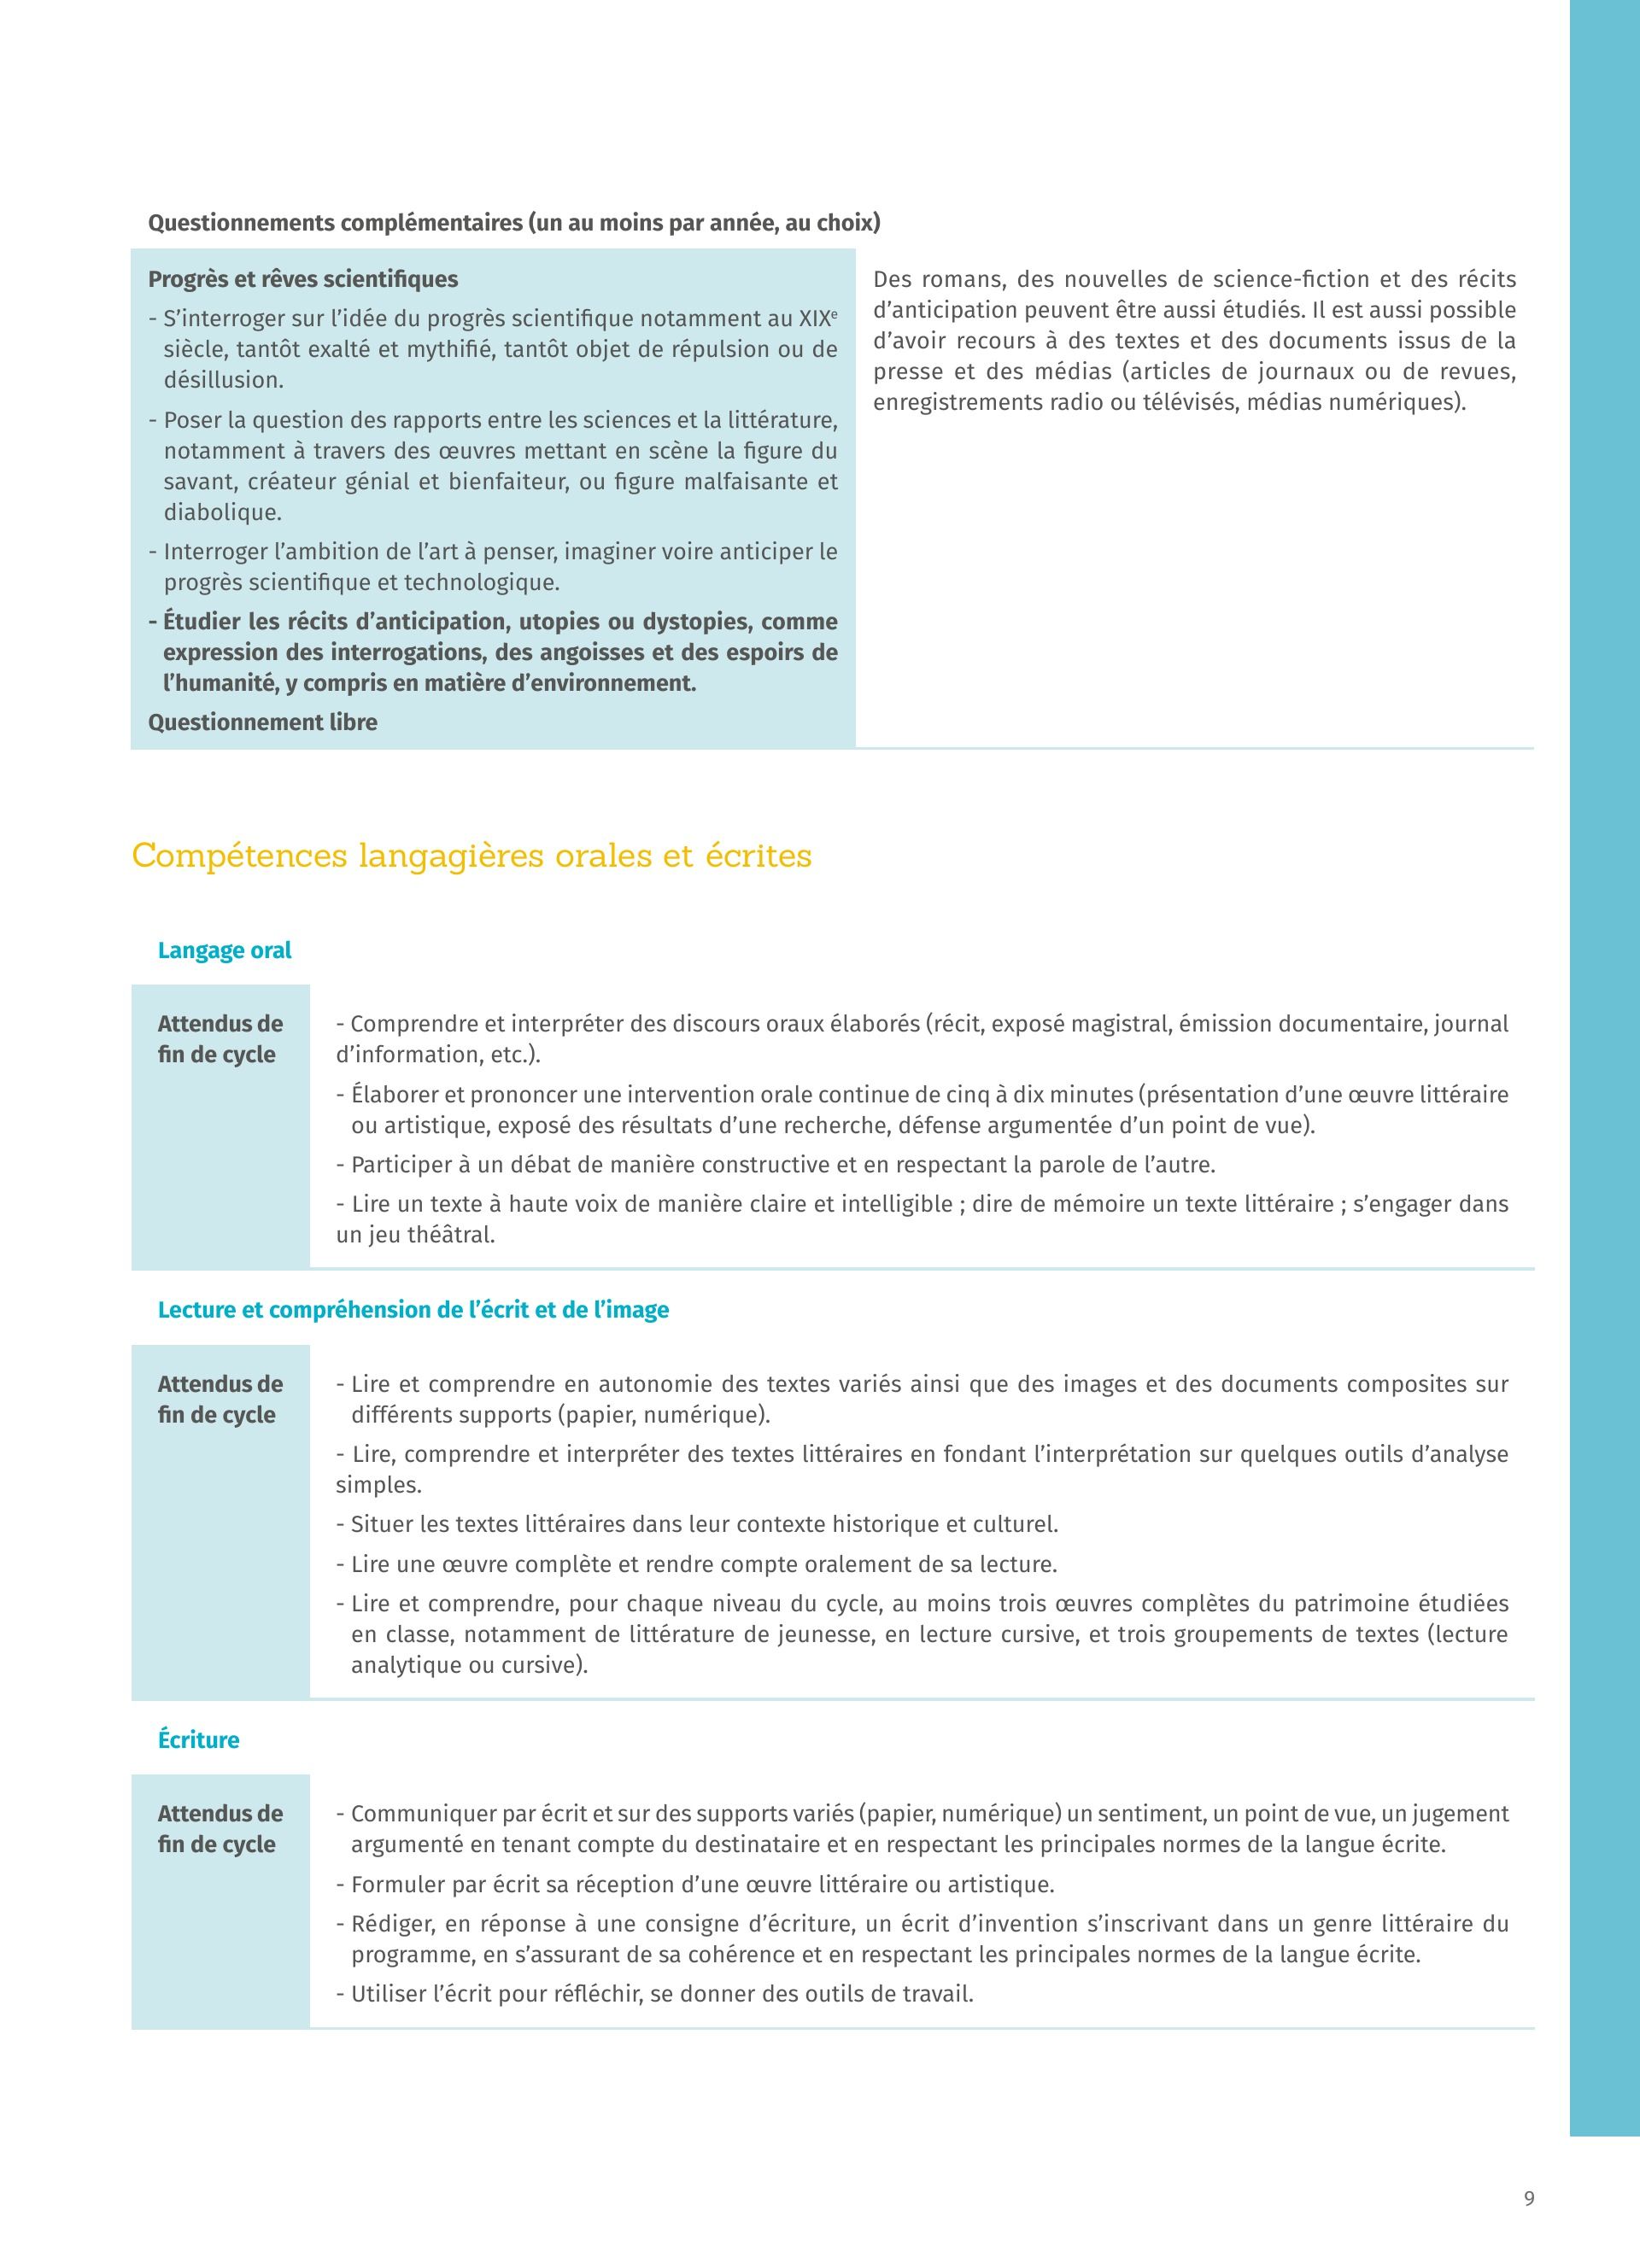 Questionnements complémentaires (un au moins par année, au choix)
Progrès et rêves scientifiques
- S’interroger sur l’idée du progrès scientifique notamment au XIXᵉ
siècle, tantôt exalté et mythifié, tantôt objet de répulsion ou de
désillusion.
- Poser la question des rapports entre les sciences et la littérature,
notamment à travers des œuvres mettant en scène la figure du
savant, créateur génial et bienfaiteur, ou figure malfaisante et
diabolique.
- Interroger l’ambition de l’art à penser, imaginer voire anticiper le
progrès scientifique et technologique.
- Étudier les récits d’anticipation, utopies ou dystopies, comme
expression des interrogations, des angoisses et des espoirs de
l’humanité, y compris en matière d’environnement.
Questionnement libre
Des romans, des nouvelles de science-fiction et des récits
d’anticipation peuvent être aussi étudiés. Il est aussi possible
d’avoir recours à des textes et des documents issus de la
presse et des médias (articles de journaux ou de revues,
enregistrements radio ou télévisés, médias numériques).
Compétences langagières orales et écrites
Langage oral
Attendus de
fin de cycle
- Comprendre et interpréter des discours oraux élaborés (récit, exposé magistral, émission documentaire, journal
d’information, etc.).
- Élaborer et prononcer une intervention orale continue de cinq à dix minutes (présentation d’une œuvre littéraire
ou artistique, exposé des résultats d’une recherche, défense argumentée d’un point de vue).
- Participer à un débat de manière constructive et en respectant la parole de l’autre.
- Lire un texte à haute voix de manière claire et intelligible ; dire de mémoire un texte littéraire ; s’engager dans
un jeu théâtral.
Lecture et compréhension de l’écrit et de l’image
Attendus de
fin de cycle
- Lire et comprendre en autonomie des textes variés ainsi que des images et des documents composites sur
différents supports (papier, numérique).
- Lire, comprendre et interpréter des textes littéraires en fondant l’interprétation sur quelques outils d’analyse
simples.
- Situer les textes littéraires dans leur contexte historique et culturel.
- Lire une œuvre complète et rendre compte oralement de sa lecture.
- Lire et comprendre, pour chaque niveau du cycle, au moins trois œuvres complètes du patrimoine étudiées
en classe, notamment de littérature de jeunesse, en lecture cursive, et trois groupements de textes (lecture
analytique ou cursive).
Écriture
Attendus de
fin de cycle
- Communiquer par écrit et sur des supports variés (papier, numérique) un sentiment, un point de vue, un jugement
argumenté en tenant compte du destinataire et en respectant les principales normes de la langue écrite.
- Formuler par écrit sa réception d’une œuvre littéraire ou artistique.
- Rédiger, en réponse à une consigne d’écriture, un écrit d’invention s’inscrivant dans un genre littéraire du
programme, en s’assurant de sa cohérence et en respectant les principales normes de la langue écrite.
- Utiliser l’écrit pour réfléchir, se donner des outils de travail.
9